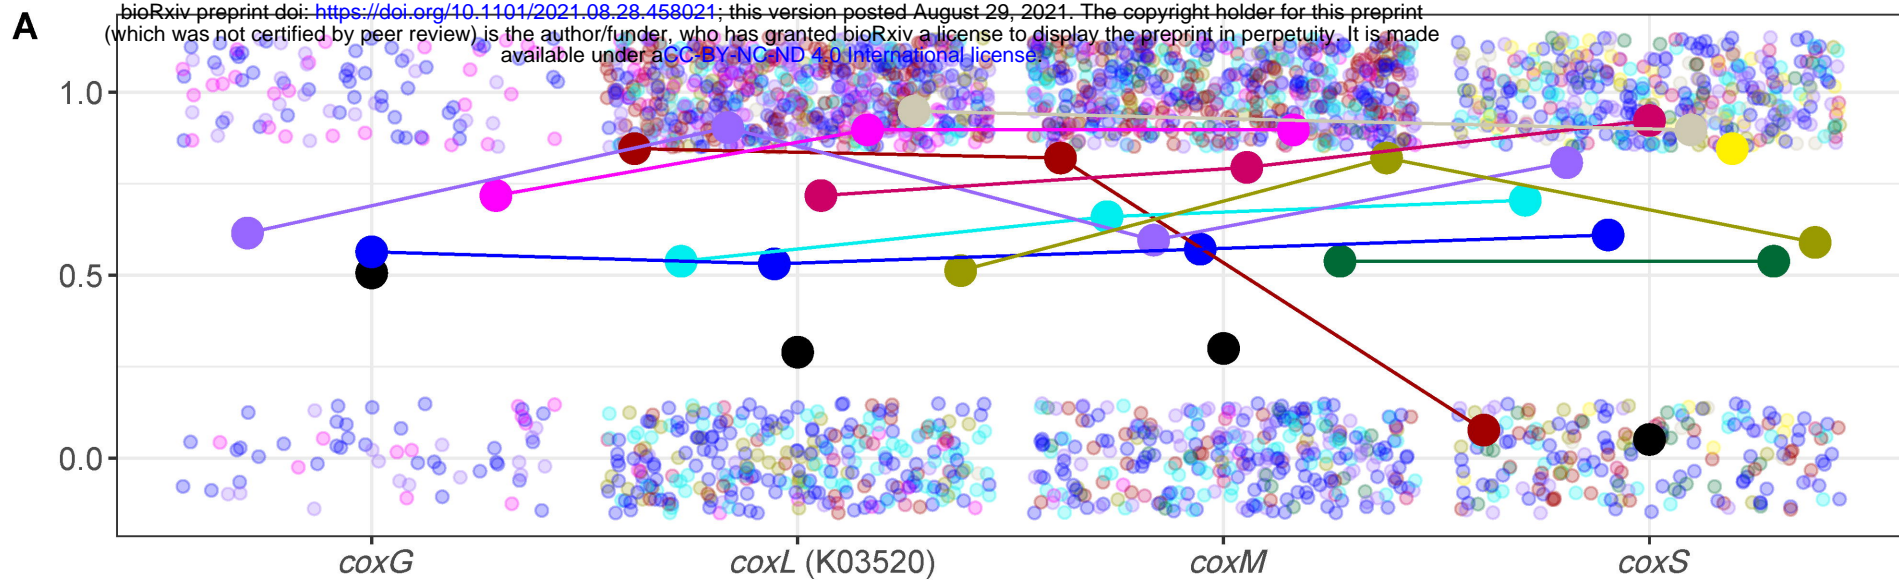 bioRxiv preprint doi: https://doi.org/10.1101/2021.08.28.458021; this version posted August 29, 2021. The copyright holder for this preprint
(which was not certified by peer review) is the author/funder, who has granted bioRxiv a license to display the preprint in perpetuity. It is made
available under aCC-BY-NC-ND 4.0 International license.
A
1.0
0.5
0.0
coxG coxL (K03520) coxM coxS